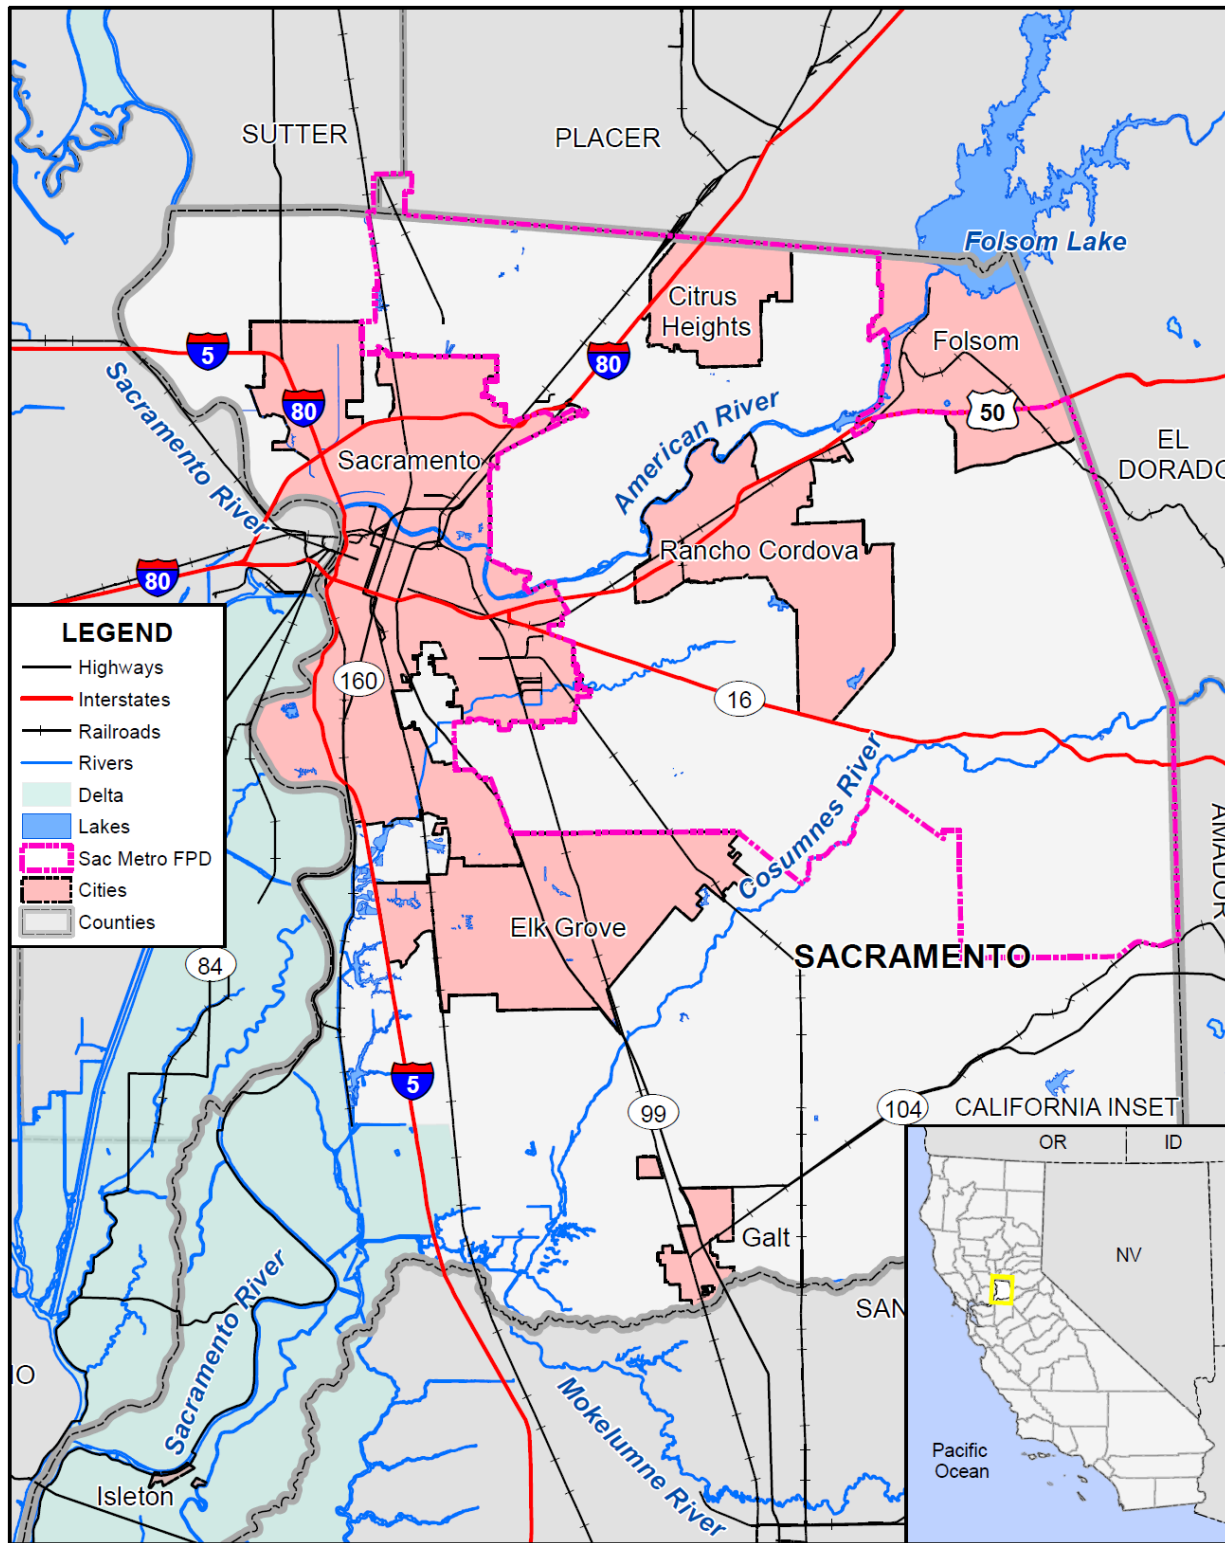 SUTTER
PLACER
Folsom Lake
Citrus
Heights
Folsom
5
80
80
50
Sacramento River
American River
Sacramento
EL
DORADO
Rancho Cordova
80
LEGEND
Highways
Interstates
Railroads
Rivers
Delta
Lakes
Sac Metro FPD
Cities
Counties
160
16
Cosumnes River
AMADOR
Elk Grove
SACRAMENTO
84
5
99
104
CALIFORNIA INSET
OR
ID
NV
Pacific
Ocean
Galt
SAN
IO
Sacramento River
Mokelumne River
Isleton